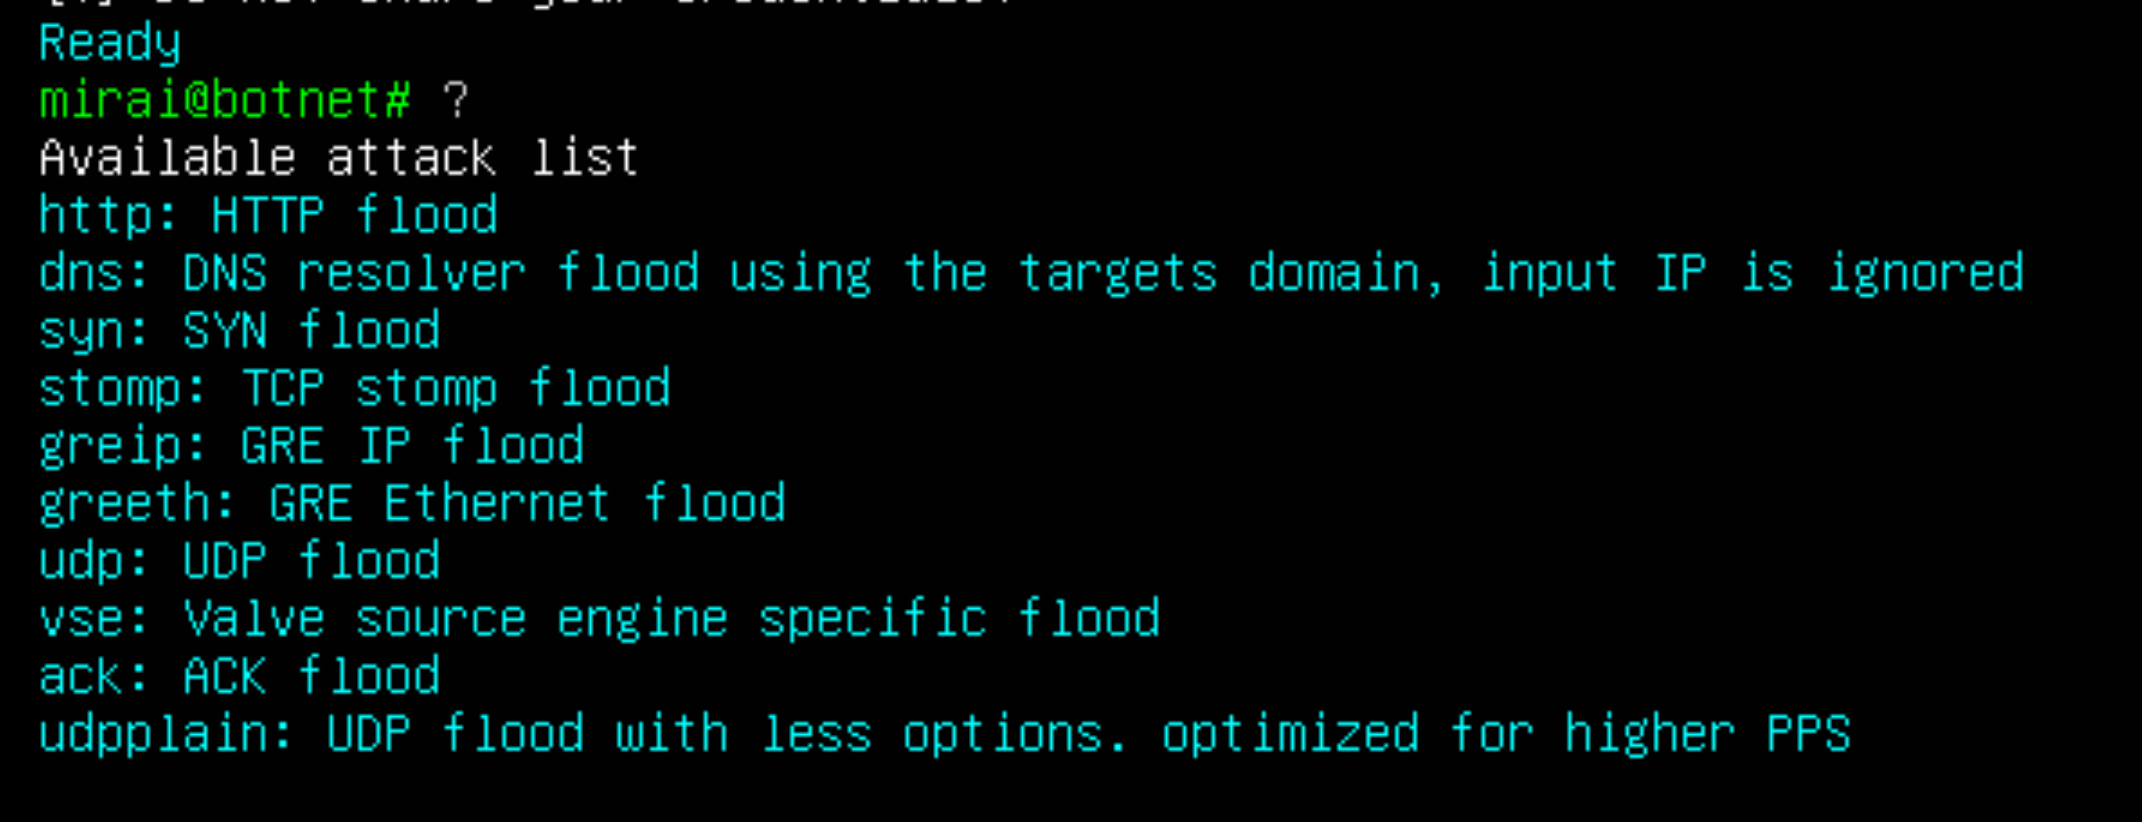 Ready
mirai@botnet# ?
Available attack list
http: HTTP flood
dns: DNS resolver flood using the targets domain, input IP is ignored
syn: SYN flood
stomp: TCP stomp flood
greip: GRE IP flood
greeth: GRE Ethernet flood
udp: UDP flood
vse: Valve source engine specific flood
ack: ACK flood
udpplain: UDP flood with less options. optimized for higher PPS